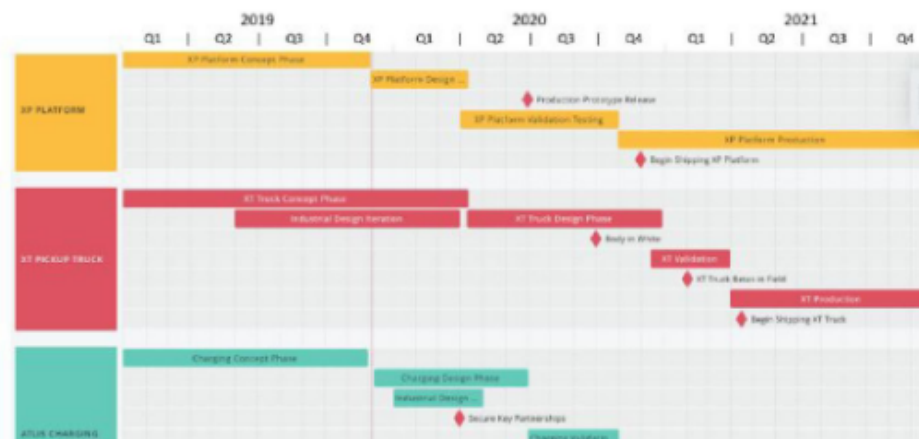 2019 2020 2021
Q1 | Q2 | Q3 | Q4 Q1 | Q2 | Q3 | Q4 Q1 | Q2 | Q3 | Q4
XP Platform Concept Phase
XP Platform Design ...
Production Prototype Release
XP PLATFORM
XP Platform Validation Testing
XP Platform Production
Begin Shipping XP Platform
XT Truck Concept Phase
Industrial Design Iteration XT Truck Design Phase
Body in White
XT PICKUP TRUCK
XT Validation
XT Truck Betas in Field
XT Production
Begin Shipping XT Truck
Charging Concept Phase
Charging Design Phase
Industrial Design ...
Secure Key Partnerships
ATLIS CHARGING
Charging